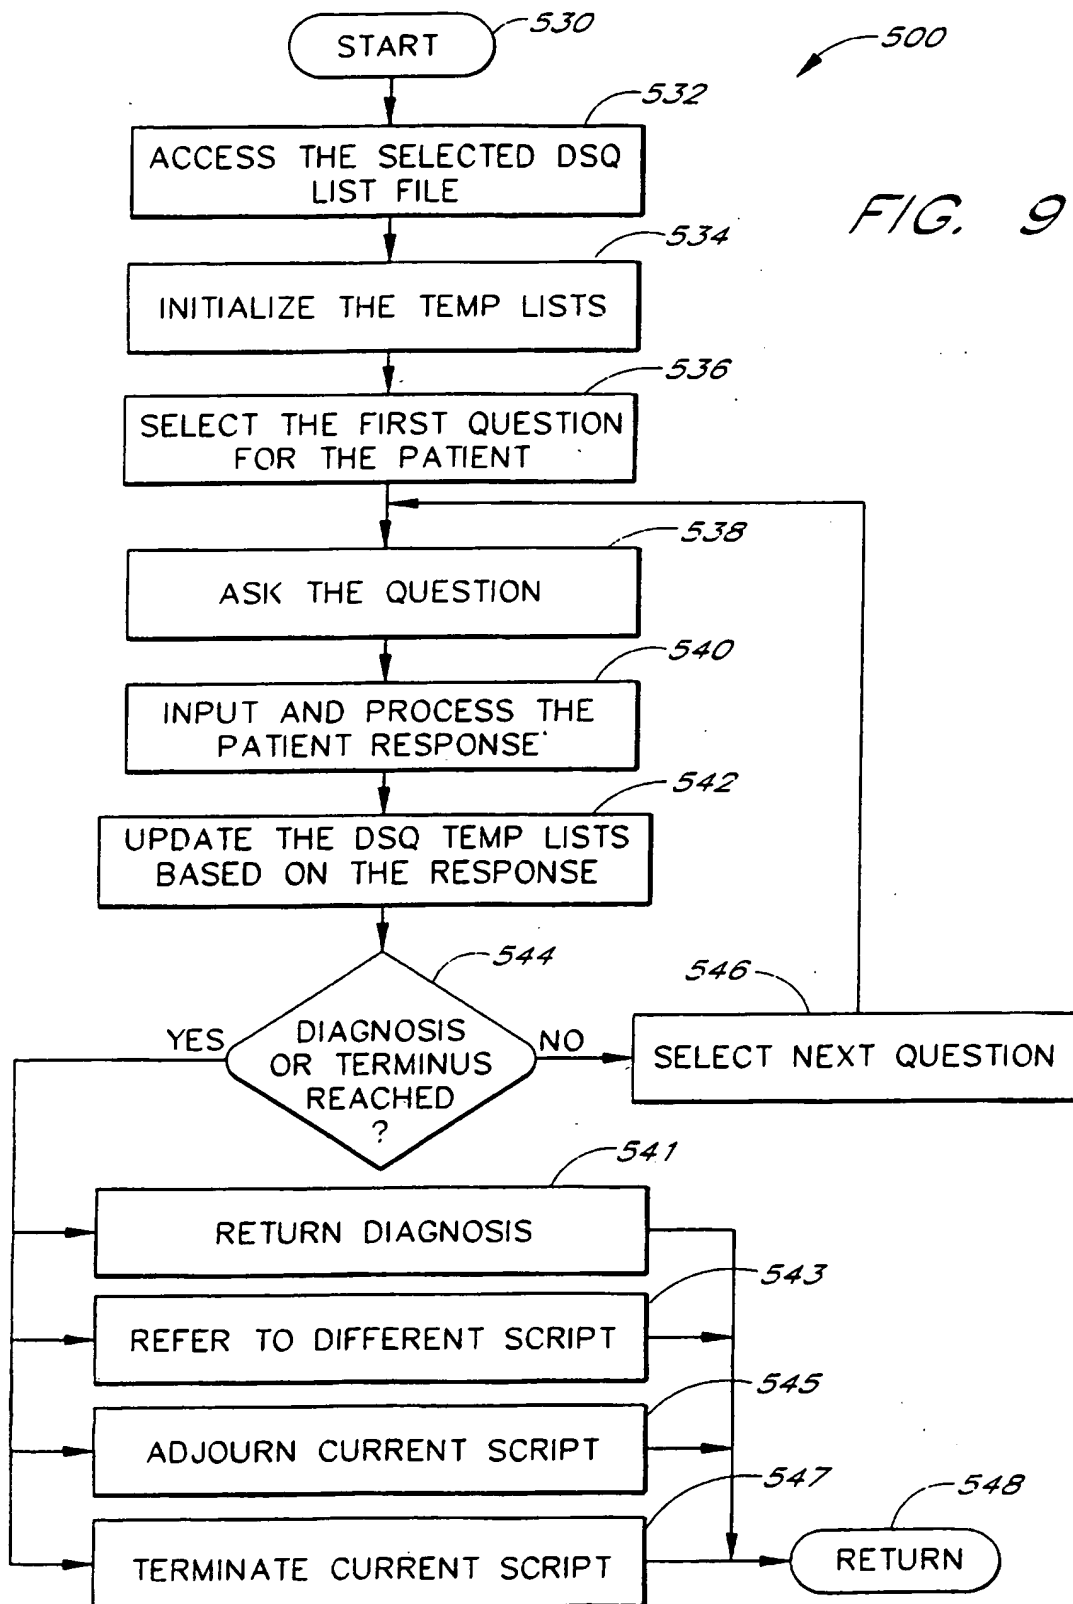 START
530
500
532
ACCESS THE SELECTED DSQ
LIST FILE
FIG. 9
534
INITIALIZE THE TEMP LISTS
536
SELECT THE FIRST QUESTION
FOR THE PATIENT
538
ASK THE QUESTION
540
INPUT AND PROCESS THE
PATIENT RESPONSE
542
UPDATE THE DSQ TEMP LISTS
BASED ON THE RESPONSE
544
YES
DIAGNOSIS
OR TERMINUS
REACHED
?
NO
546
SELECT NEXT QUESTION
541
RETURN DIAGNOSIS
543
REFER TO DIFFERENT SCRIPT
545
ADJOURN CURRENT SCRIPT
547
TERMINATE CURRENT SCRIPT
548
RETURN